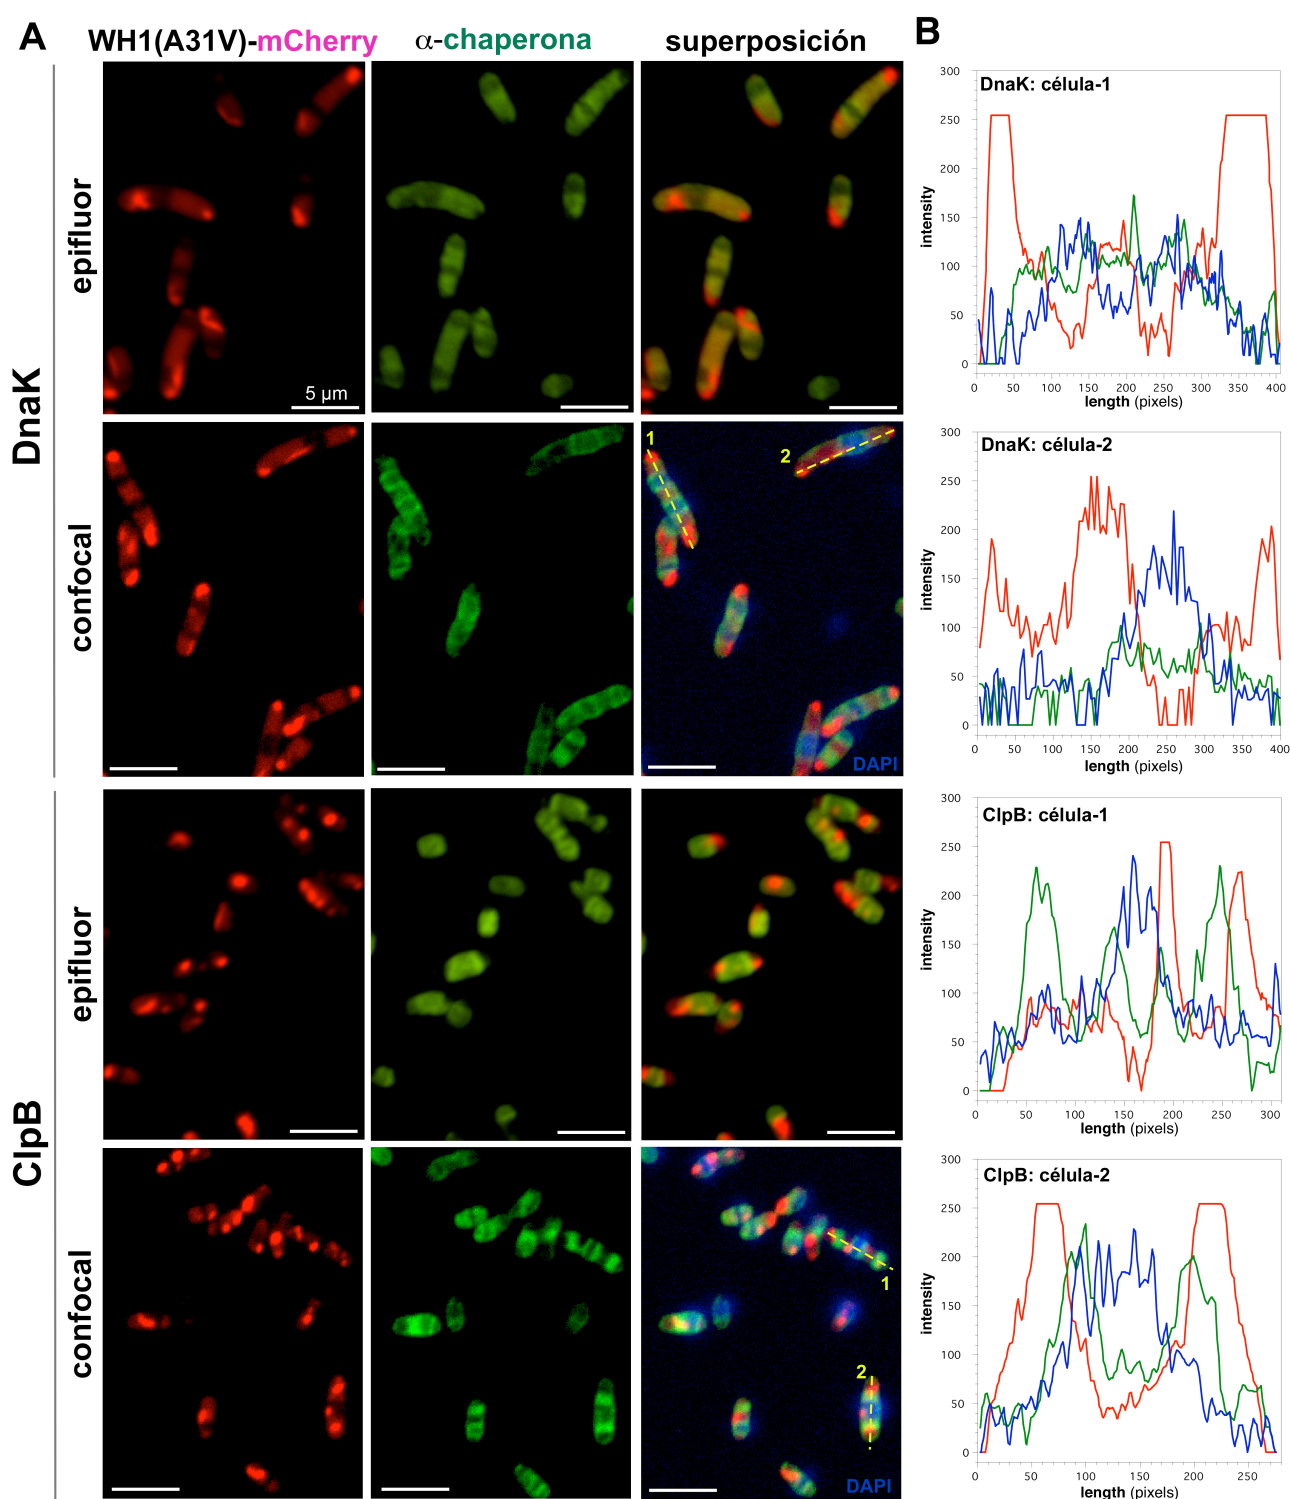 A
WH1(A31V)-mCherry
α-chaperona
superposición
B
DnaK
epifluor
5 µm
confocal
1
2
DAPI
ClpB
epifluor
confocal
1
2
DAPI
DnaK: célula-1
intensity
300
250
200
150
100
50
0
0 50 100 150 200 250 300 350 400
length (pixels)
DnaK: célula-2
intensity
300
250
200
150
100
50
0
0 50 100 150 200 250 300 350 400
length (pixels)
ClpB: célula-1
intensity
300
250
200
150
100
50
0
0 50 100 150 200 250 300
length (pixels)
ClpB: célula-2
intensity
300
250
200
150
100
50
0
0 50 100 150 200 250
length (pixels)